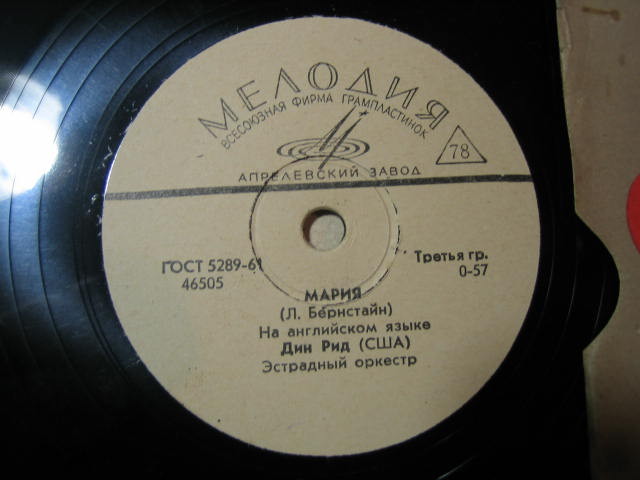 МЕЛОДИЯ
ВСЕСОЮЗНАЯ ФИРМА ГРАМПЛАСТИНОК
78
АПРЕЛЕВСКИЙ ЗАВОД
ГОСТ 5289-61
46505
Третья гр.
0-57
МАРИЯ
(Л. Бернстайн)
На английском языке
Дин Рид (США)
Эстрадный оркестр